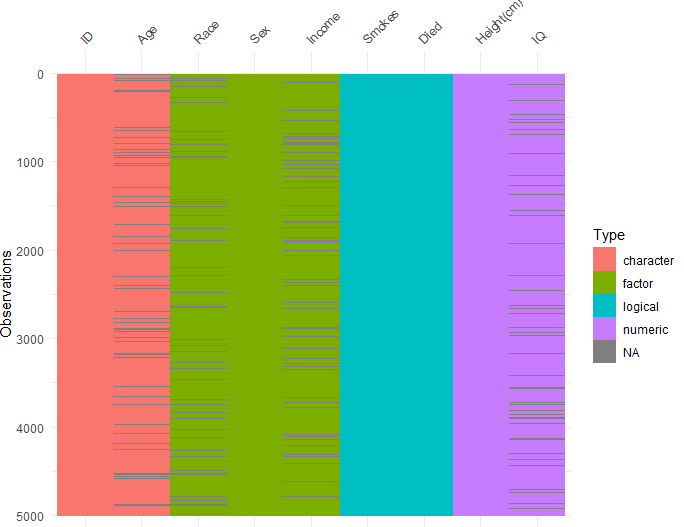 ID
Age
Race
Sex
Income
Smokes
Died
Height(cm)
IQ
Observations
0
1000
2000
3000
4000
5000
Type
character
factor
logical
numeric
NA